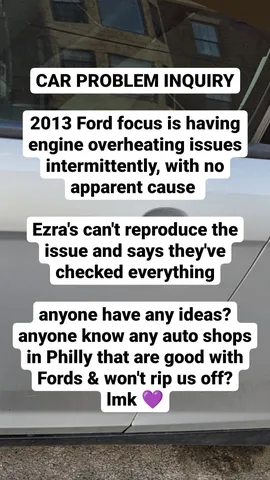 CAR PROBLEM INQUIRY
2013 Ford focus is having
engine overheating issues
intermittently, with no
apparent cause
Ezra's can't reproduce the
issue and says they've
checked everything
anyone have any ideas?
anyone know any auto shops
in Philly that are good with
Fords & won't rip us off?
lmk 💜